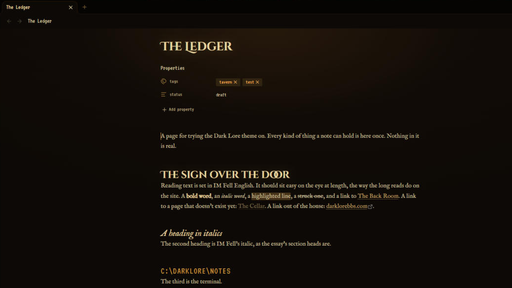 The Ledger
The Ledger
THE LEDGER
Properties
tags tavern test
status draft
Add property
A page for trying the Dark Lore theme on. Every kind of thing a note can hold is here once. Nothing in it
is real.
THE SIGN OVER THE DOOR
Reading text is set in IM Fell English. It should sit easy on the eye at length, the way the long reads do on
the site. A bold word, an italic word, a highlighted line, a struck one, and a link to The Back Room. A link
to a page that doesn't exist yet: The Cellar. A link out of the house: darklorebbs.com.
A heading in italics
The second heading is IM Fell's italic, as the essay's section heads are.
C:\DARKLORE\NOTES
The third is the terminal.